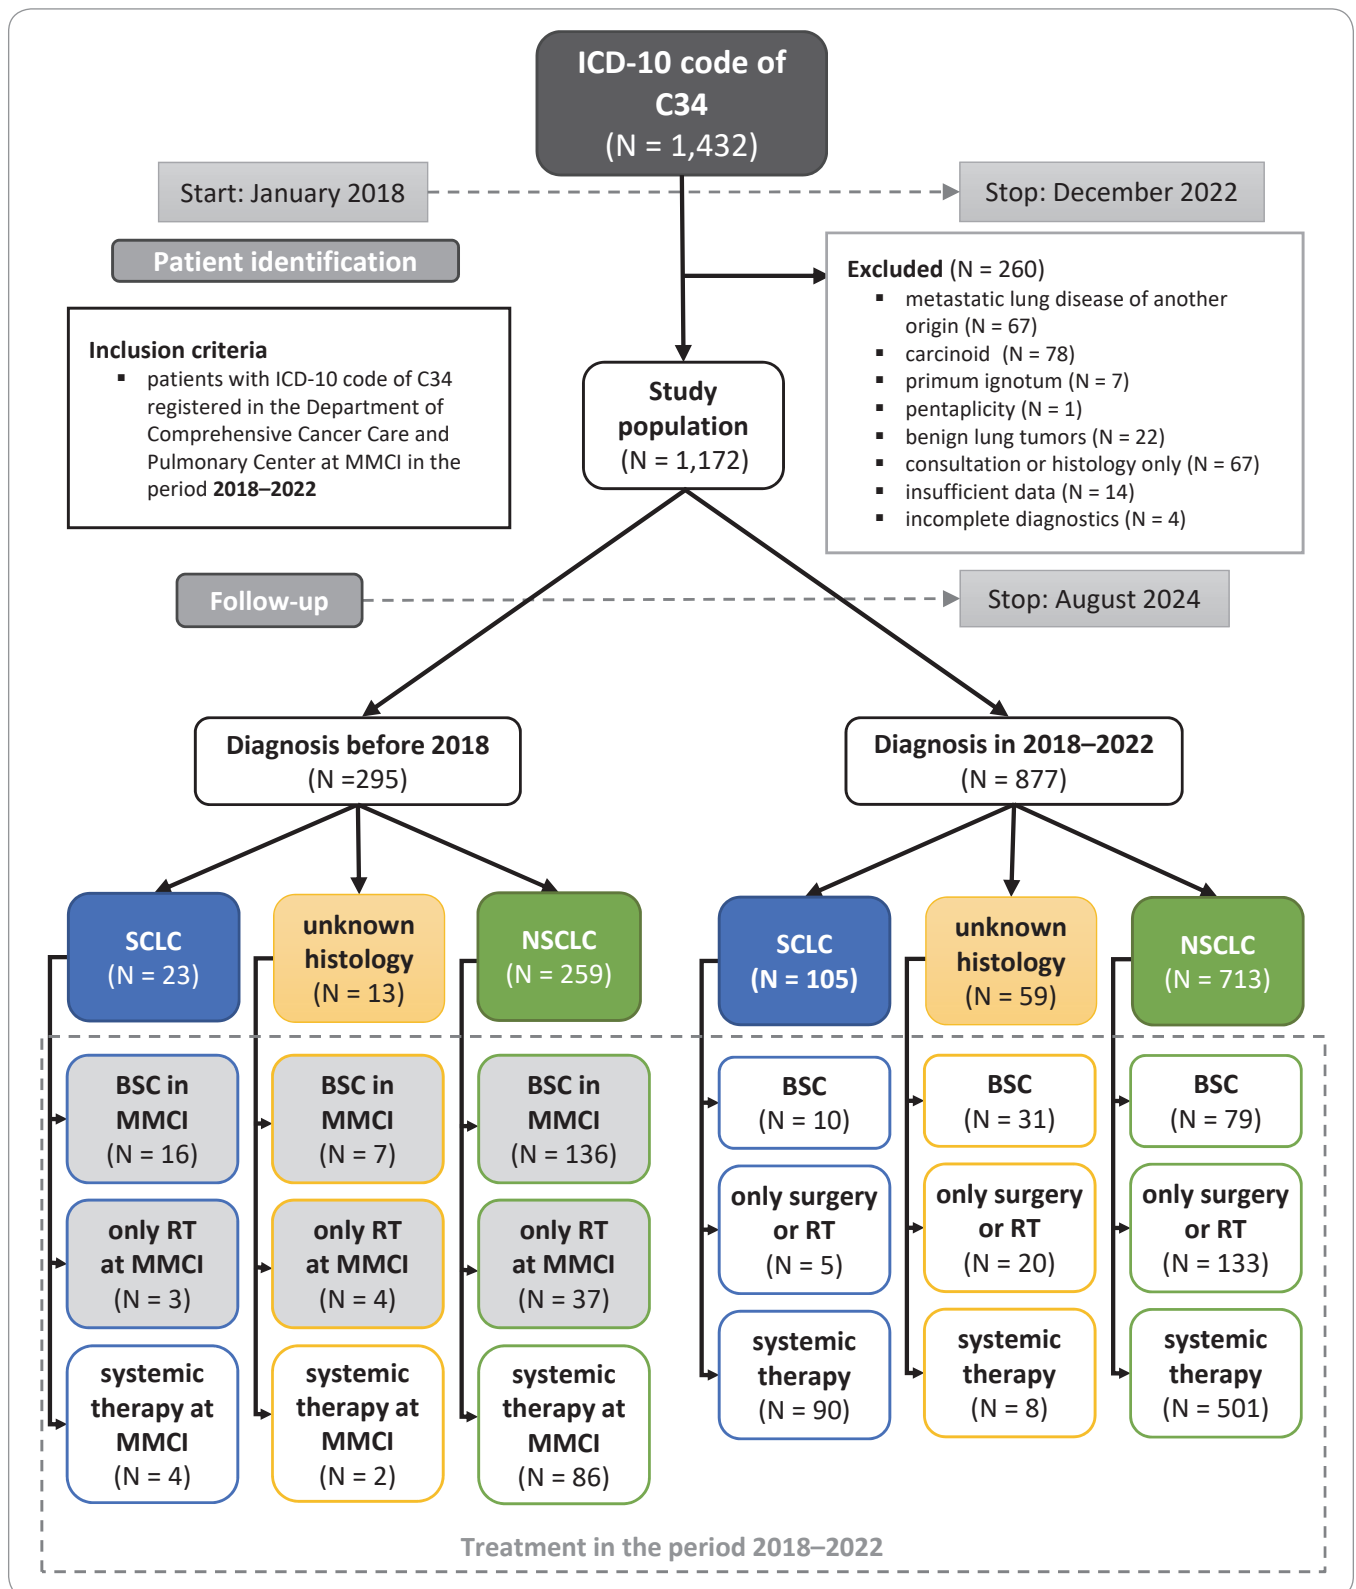 ICD-10 code of
C34
(N = 1,432)
Start: January 2018
Stop: December 2022
Patient identification
Inclusion criteria
▪ patients with ICD-10 code of C34
registered in the Department of
Comprehensive Cancer Care and
Pulmonary Center at MMCI in the
period 2018–2022
Excluded (N = 260)
▪ metastatic lung disease of another
origin (N = 67)
▪ carcinoid (N = 78)
▪ primum ignotum (N = 7)
▪ pentaplicity (N = 1)
▪ benign lung tumors (N = 22)
▪ consultation or histology only (N = 67)
▪ insufficient data (N = 14)
▪ incomplete diagnostics (N = 4)
Study
population
(N = 1,172)
Follow-up
Stop: August 2024
Diagnosis before 2018
(N =295)
Diagnosis in 2018–2022
(N = 877)
SCLC
(N = 23)
unknown
histology
(N = 13)
NSCLC
(N = 259)
SCLC
(N = 105)
unknown
histology
(N = 59)
NSCLC
(N = 713)
BSC in
MMCI
(N = 16)
BSC in
MMCI
(N = 7)
BSC in
MMCI
(N = 136)
BSC
(N = 10)
BSC
(N = 31)
BSC
(N = 79)
only RT
at MMCI
(N = 3)
only RT
at MMCI
(N = 4)
only RT
at MMCI
(N = 37)
only surgery
or RT
(N = 5)
only surgery
or RT
(N = 20)
only surgery
or RT
(N = 133)
systemic
therapy at
MMCI
(N = 4)
systemic
therapy at
MMCI
(N = 2)
systemic
therapy at
MMCI
(N = 86)
systemic
therapy
(N = 90)
systemic
therapy
(N = 8)
systemic
therapy
(N = 501)
Treatment in the period 2018–2022